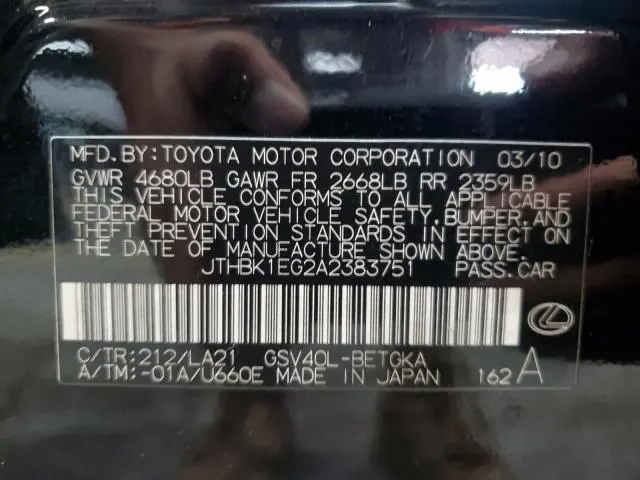 MFD. BY: TOYOTA MOTOR CORPORATION 03/10
GVWR 4680LB GAWR FR 2668LB RR 2359LB
THIS VEHICLE CONFORMS TO ALL APPLICABLE
FEDERAL MOTOR VEHICLE SAFETY, BUMPER, AND
THEFT PREVENTION STANDARDS IN EFFECT ON
THE DATE OF MANUFACTURE SHOWN ABOVE.
JTHBK1EG2A2383751 PASS. CAR
C/TR: 212/LA21 GSV40L-BETGKA
A/TM: -01A/U660E MADE IN JAPAN 162 A